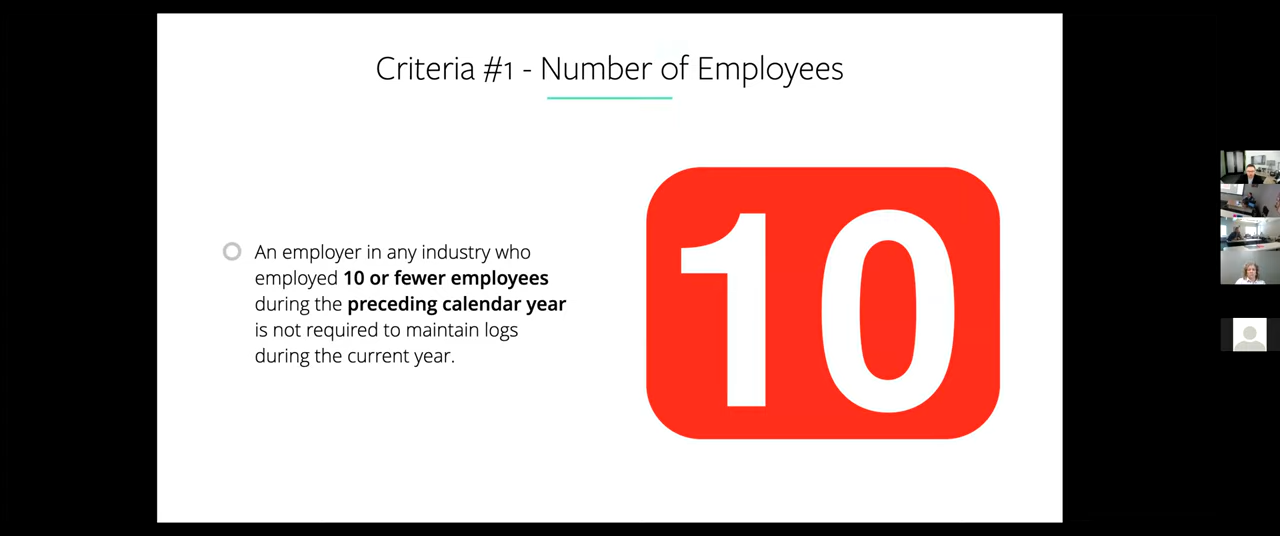 Criteria #1 - Number of Employees
An employer in any industry who
employed 10 or fewer employees
during the preceding calendar year
is not required to maintain logs
during the current year.
10